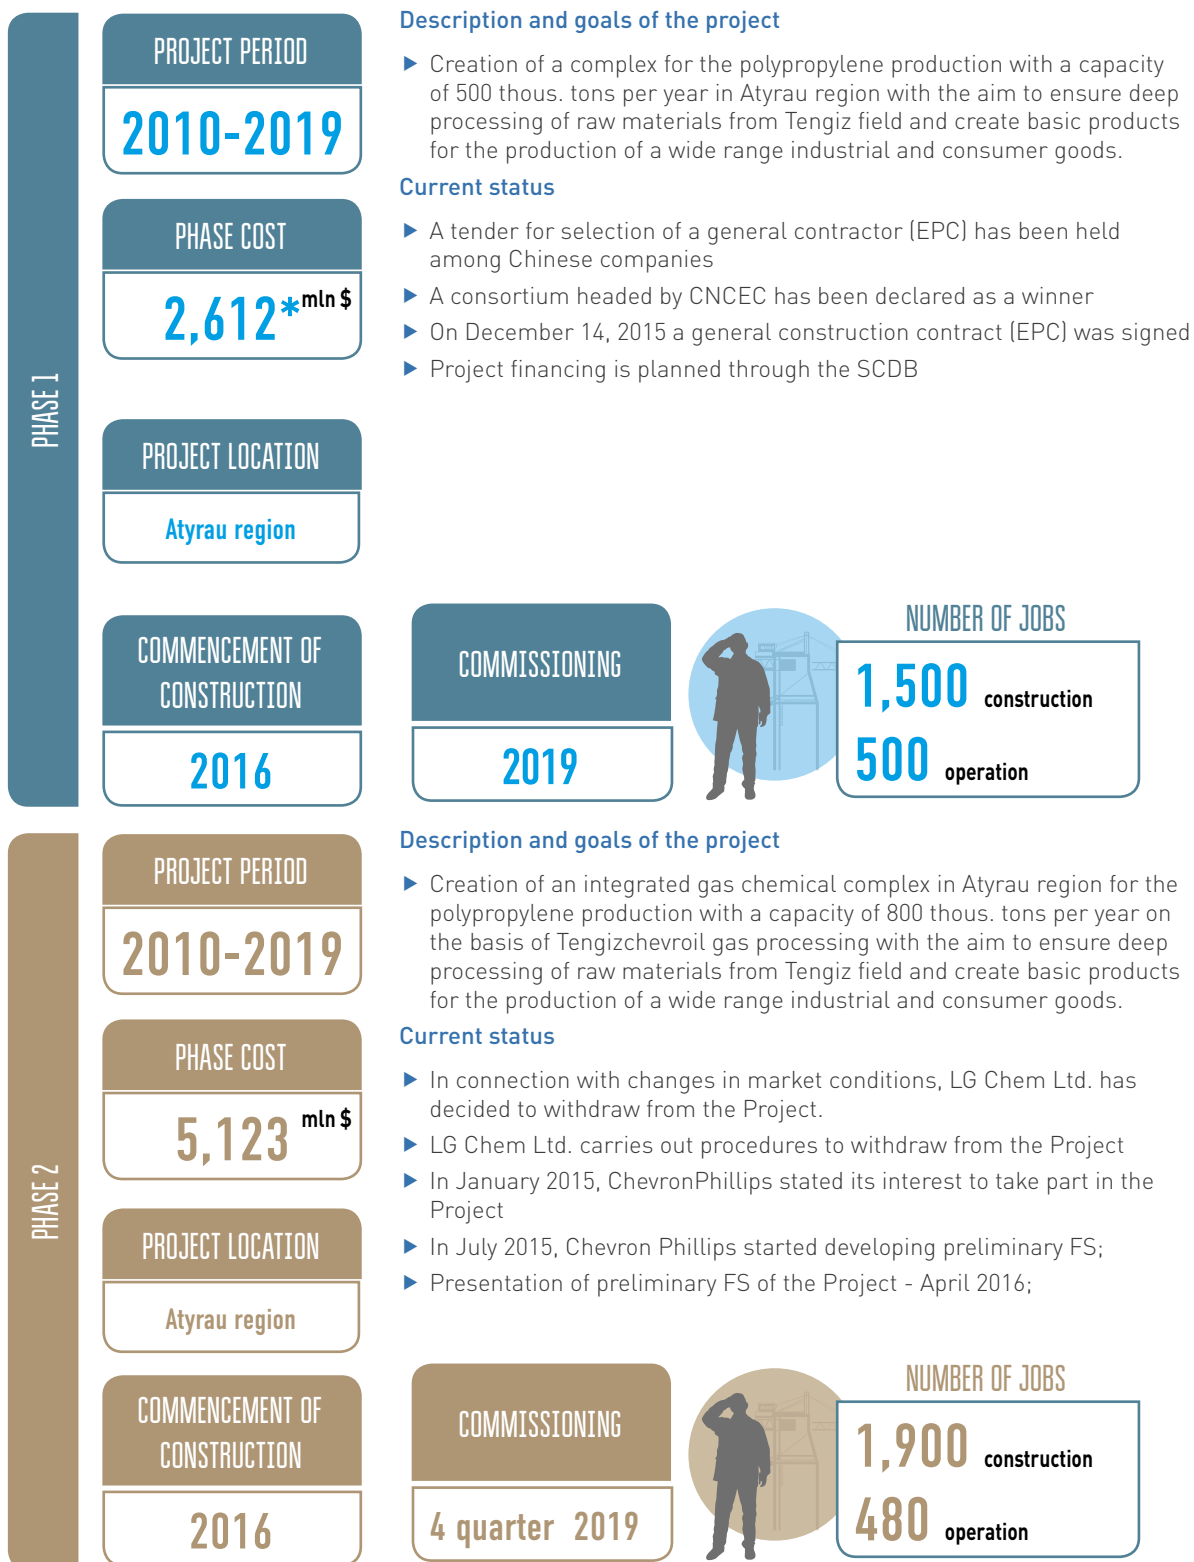 PHASE 1
PROJECT PERIOD
2010-2019
PHASE COST
2,612* mln $
PROJECT LOCATION
Atyrau region
Description and goals of the project
Creation of a complex for the polypropylene production with a capacity
of 500 thous. tons per year in Atyrau region with the aim to ensure deep
processing of raw materials from Tengiz field and create basic products
for the production of a wide range industrial and consumer goods.
Current status
A tender for selection of a general contractor (EPC) has been held
among Chinese companies
A consortium headed by CNCEC has been declared as a winner
On December 14, 2015 a general construction contract (EPC) was signed
Project financing is planned through the SCDB
COMMENCEMENT OF
CONSTRUCTION
2016
COMMISSIONING
2019
NUMBER OF JOBS
1,500 construction
500 operation
PHASE 2
PROJECT PERIOD
2010-2019
PHASE COST
5,123 mln $
PROJECT LOCATION
Atyrau region
Description and goals of the project
Creation of an integrated gas chemical complex in Atyrau region for the
polypropylene production with a capacity of 800 thous. tons per year on
the basis of Tengizchevroil gas processing with the aim to ensure deep
processing of raw materials from Tengiz field and create basic products
for the production of a wide range industrial and consumer goods.
Current status
In connection with changes in market conditions, LG Chem Ltd. has
decided to withdraw from the Project.
LG Chem Ltd. carries out procedures to withdraw from the Project
In January 2015, ChevronPhillips stated its interest to take part in the
Project
In July 2015, Chevron Phillips started developing preliminary FS;
Presentation of preliminary FS of the Project - April 2016;
COMMENCEMENT OF
CONSTRUCTION
2016
COMMISSIONING
4 quarter 2019
NUMBER OF JOBS
1,900 construction
480 operation